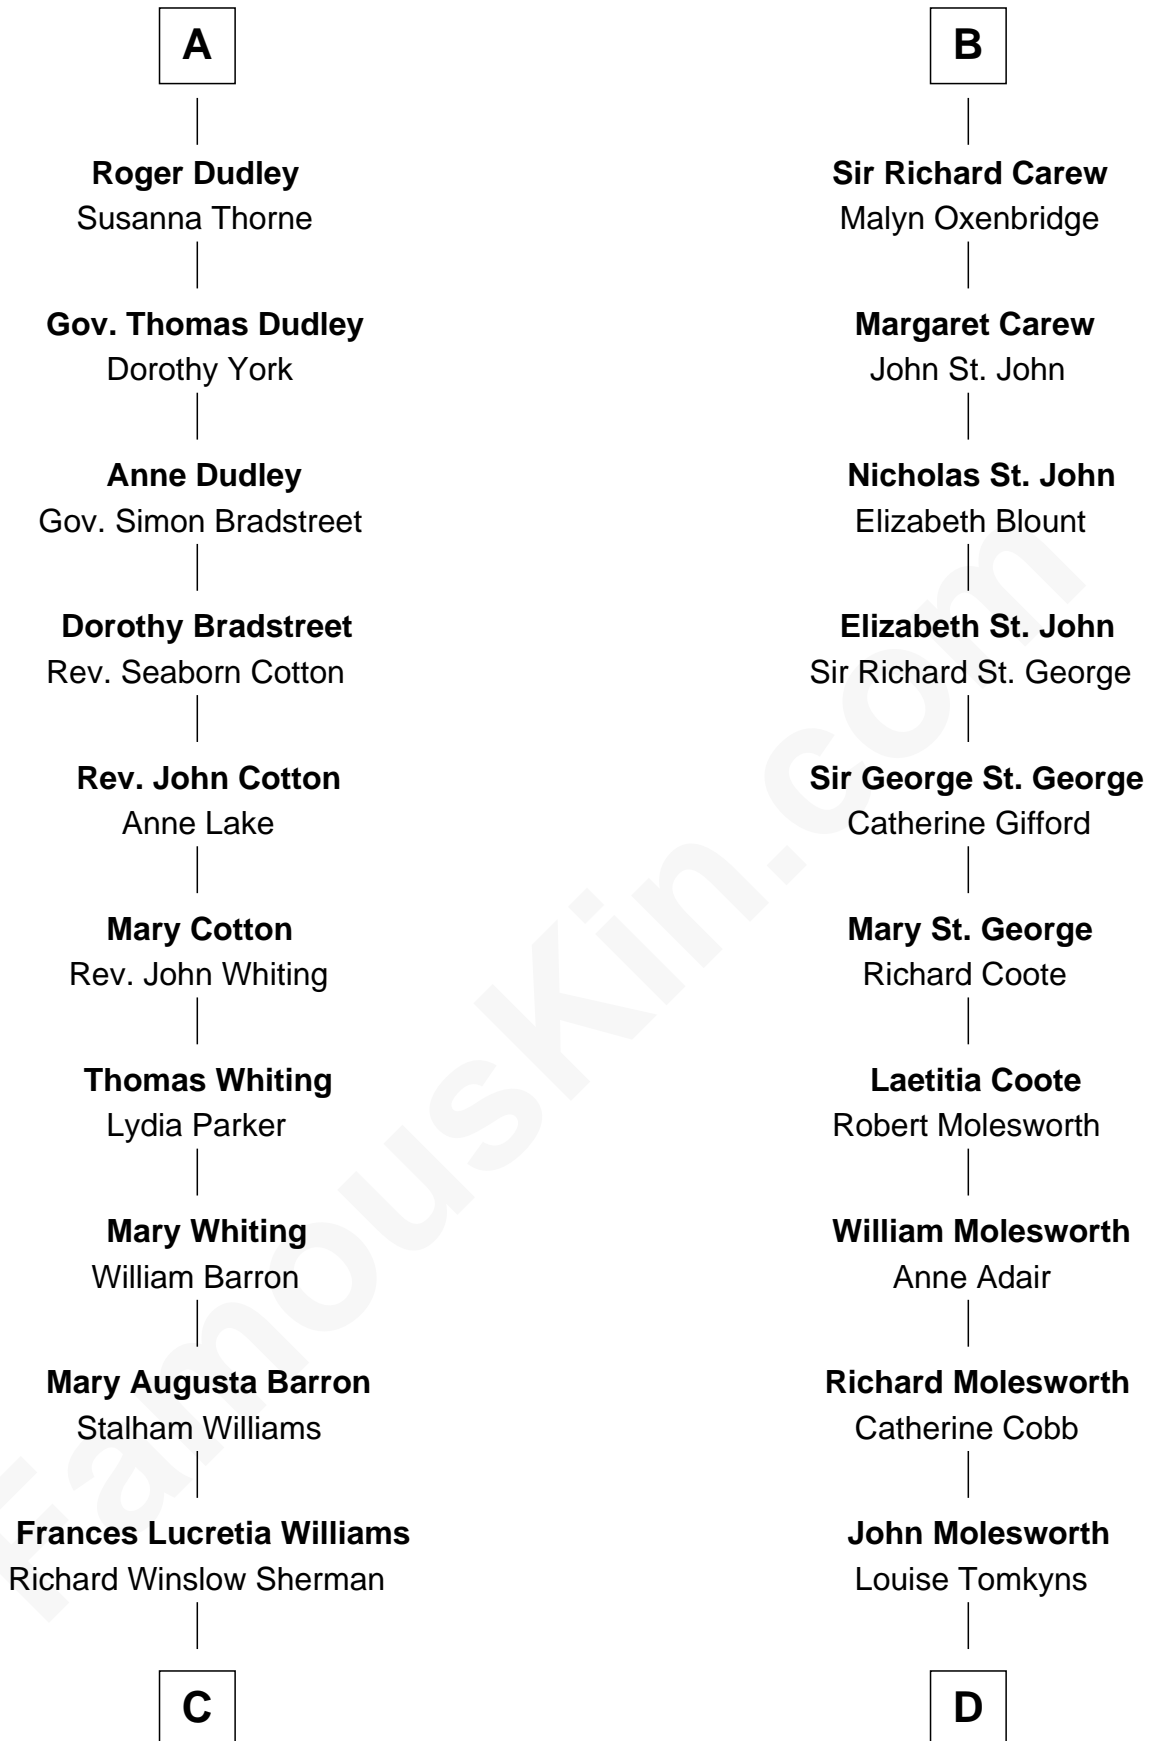 A
Roger Dudley
Susanna Thorne
Gov. Thomas Dudley
Dorothy York
Anne Dudley
Gov. Simon Bradstreet
Dorothy Bradstreet
Rev. Seaborn Cotton
Rev. John Cotton
Anne Lake
Mary Cotton
Rev. John Whiting
Thomas Whiting
Lydia Parker
Mary Whiting
William Barron
Mary Augusta Barron
Stalham Williams
Frances Lucretia Williams
Richard Winslow Sherman
C
B
Sir Richard Carew
Malyn Oxenbridge
Margaret Carew
John St. John
Nicholas St. John
Elizabeth Blount
Elizabeth St. John
Sir Richard St. George
Sir George St. George
Catherine Gifford
Mary St. George
Richard Coote
Laetitia Coote
Robert Molesworth
William Molesworth
Anne Adair
Richard Molesworth
Catherine Cobb
John Molesworth
Louise Tomkyns
D
FamousKin.com